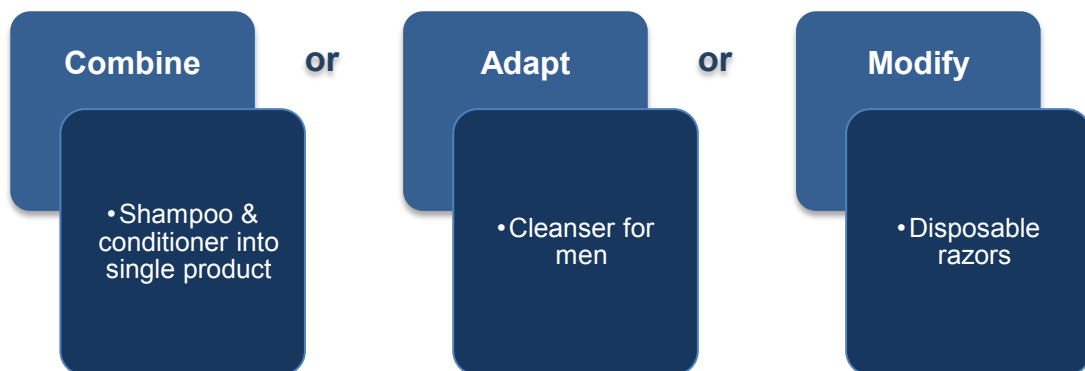 Combine
or
Adapt
or
Modify
•Shampoo &
conditioner into
single product
•Cleanser for
men
•Disposable
razors